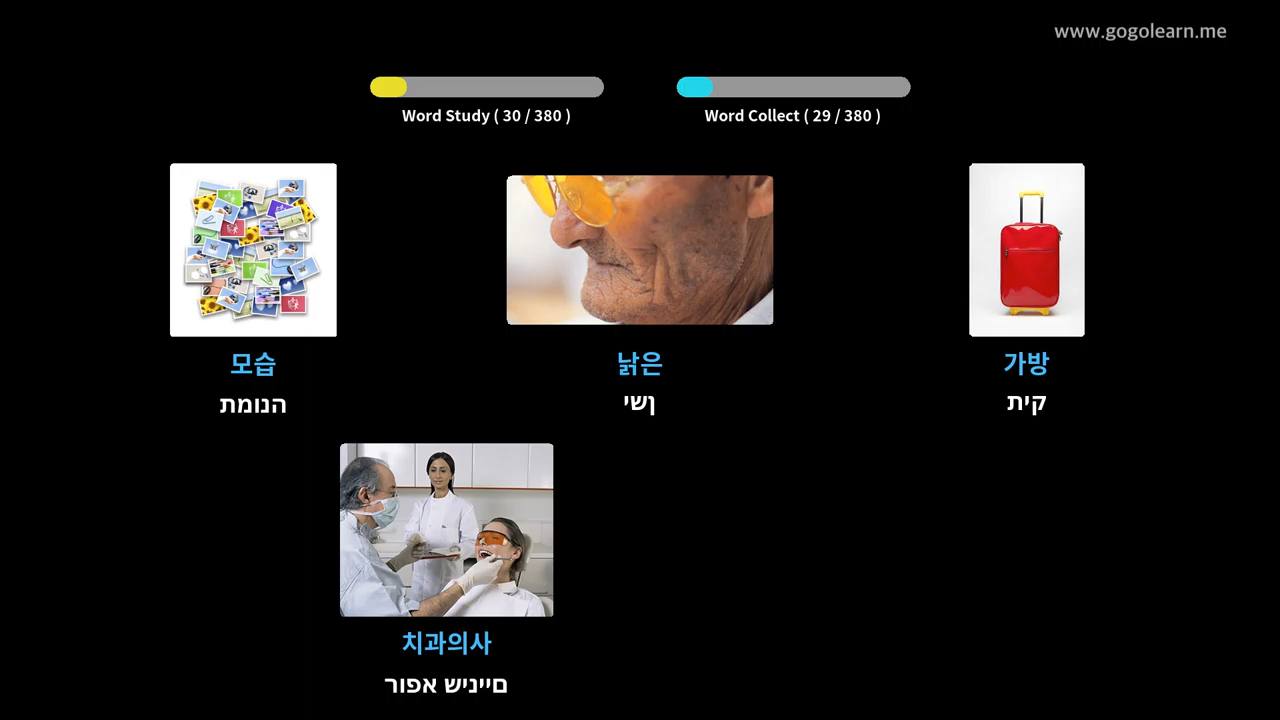 www.gogolearn.me
Word Study ( 30 / 380 )
Word Collect ( 29 / 380 )
모습
הנומת
낡은
ןשי
가방
קית
치과의사
םייניש אפור